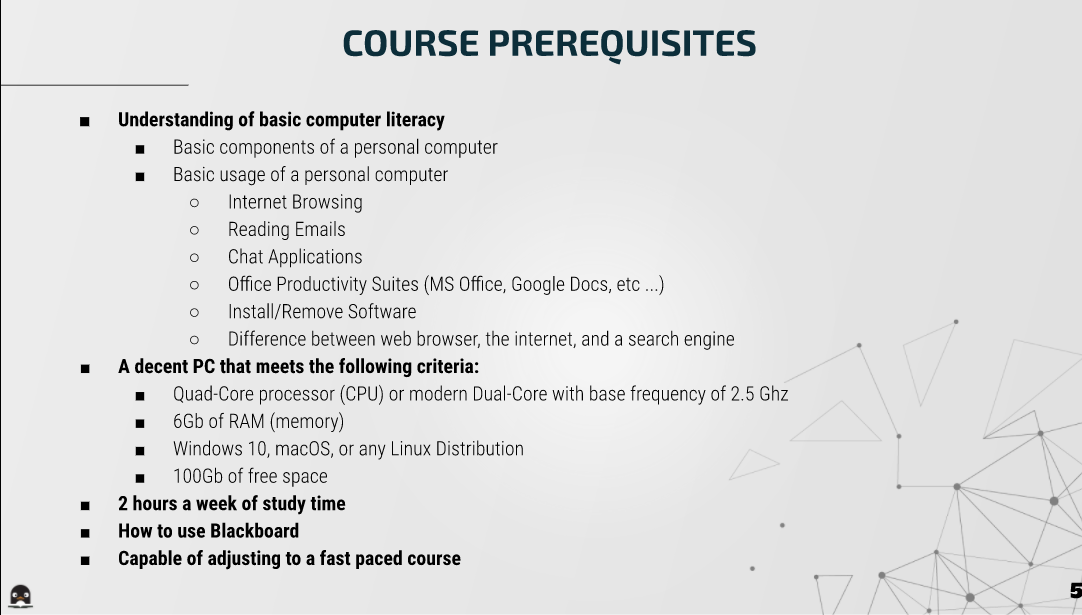 COURSE PREREQUISITES
■ Understanding of basic computer literacy
■ Basic components of a personal computer
■ Basic usage of a personal computer
○ Internet Browsing
○ Reading Emails
○ Chat Applications
○ Office Productivity Suites (MS Office, Google Docs, etc ...)
○ Install/Remove Software
○ Difference between web browser, the internet, and a search engine
■ A decent PC that meets the following criteria:
■ Quad-Core processor (CPU) or modern Dual-Core with base frequency of 2.5 Ghz
■ 6Gb of RAM (memory)
■ Windows 10, macOS, or any Linux Distribution
■ 100Gb of free space
■ 2 hours a week of study time
■ How to use Blackboard
■ Capable of adjusting to a fast paced course
5